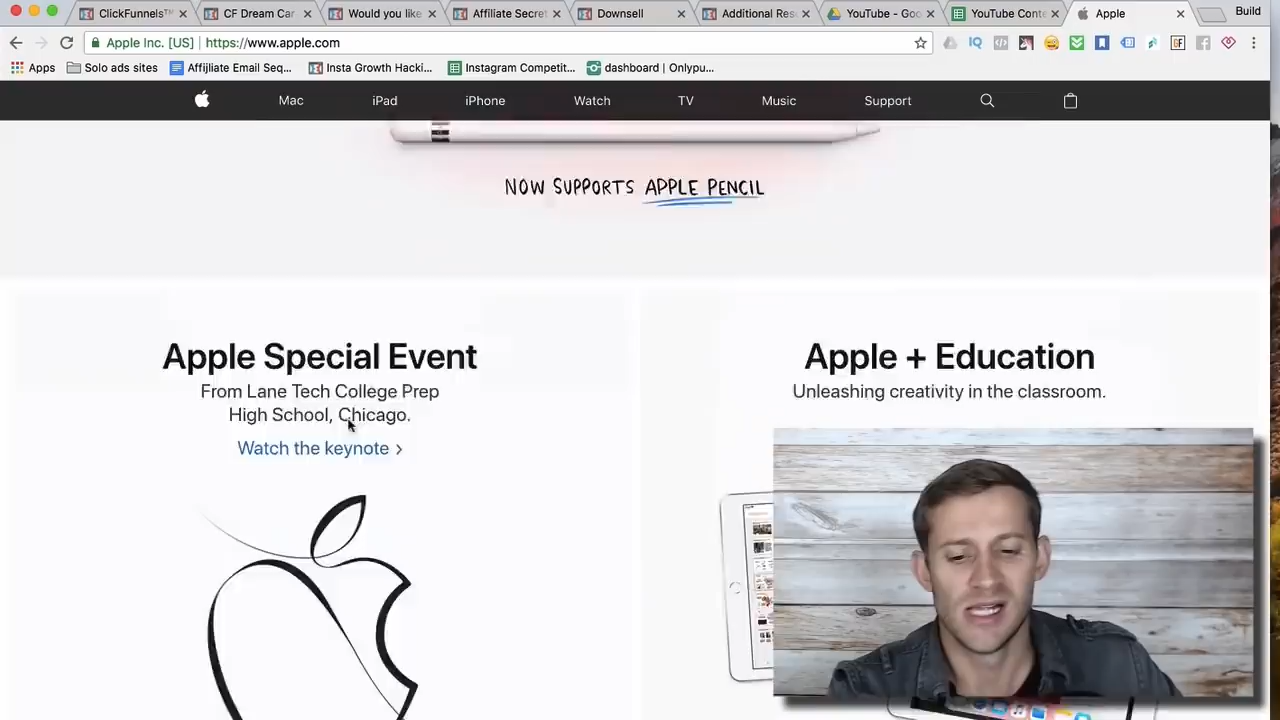 ClickFunnels™
CF Dream Car
Would you like
Affiliate Secret
Downsell
Additional Res
YouTube - Goo
YouTube Conte
Apple
Build
Apple Inc. [US]
https://www.apple.com
Apps
Solo ads sites
Affijliate Email Seq...
Insta Growth Hacki...
Instagram Competit...
dashboard | Onlypu...
Mac
iPad
iPhone
Watch
TV
Music
Support
NOW SUPPORTS APPLE PENCIL
Apple Special Event
From Lane Tech College Prep
High School, Chicago.
Watch the keynote >
Apple + Education
Unleashing creativity in the classroom.